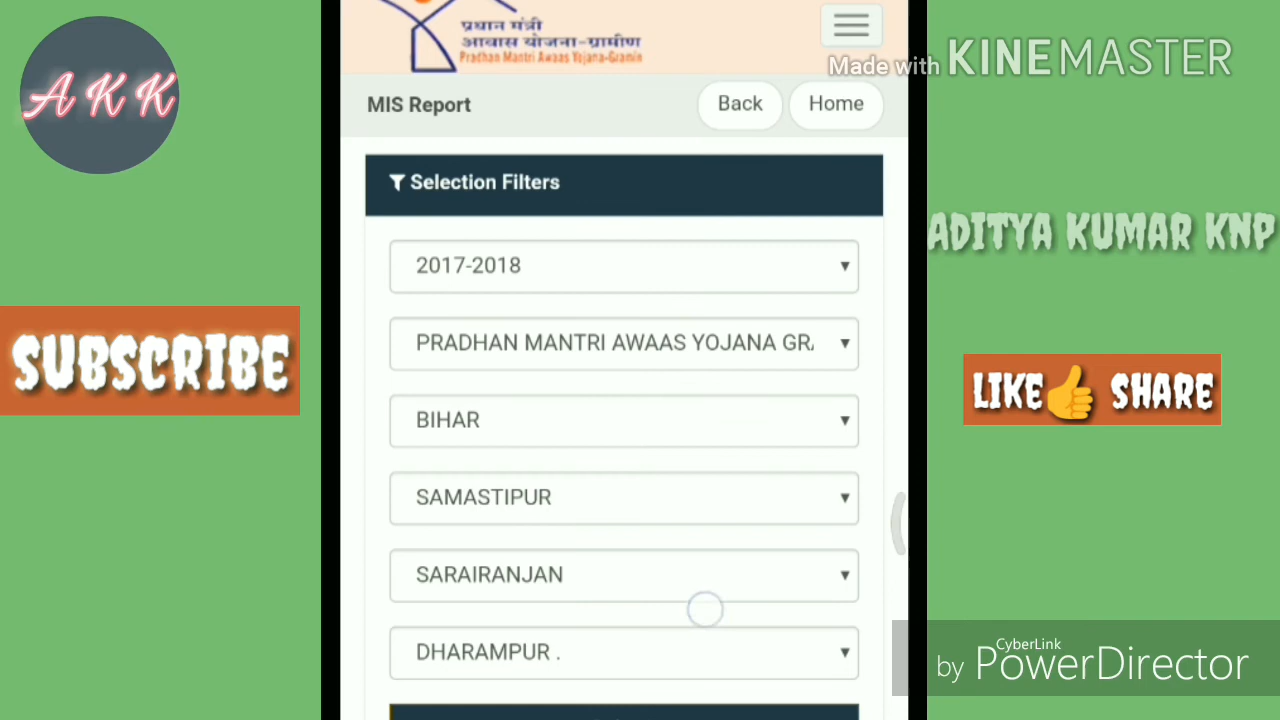 AKK
प्रधान मंत्री
आवास योजना-ग्रामीण
Pradhan Mantri Awaas Yojana-Gramin
Made with KINEMASTER
MIS Report
Back
Home
Selection Filters
2017-2018
PRADHAN MANTRI AWAAS YOJANA GRA
BIHAR
SAMASTIPUR
SARAIRANJAN
DHARAMPUR .
SUBSCRIBE
ADITYA KUMAR KNP
LIKE👍 SHARE
CyberLink
by PowerDirector